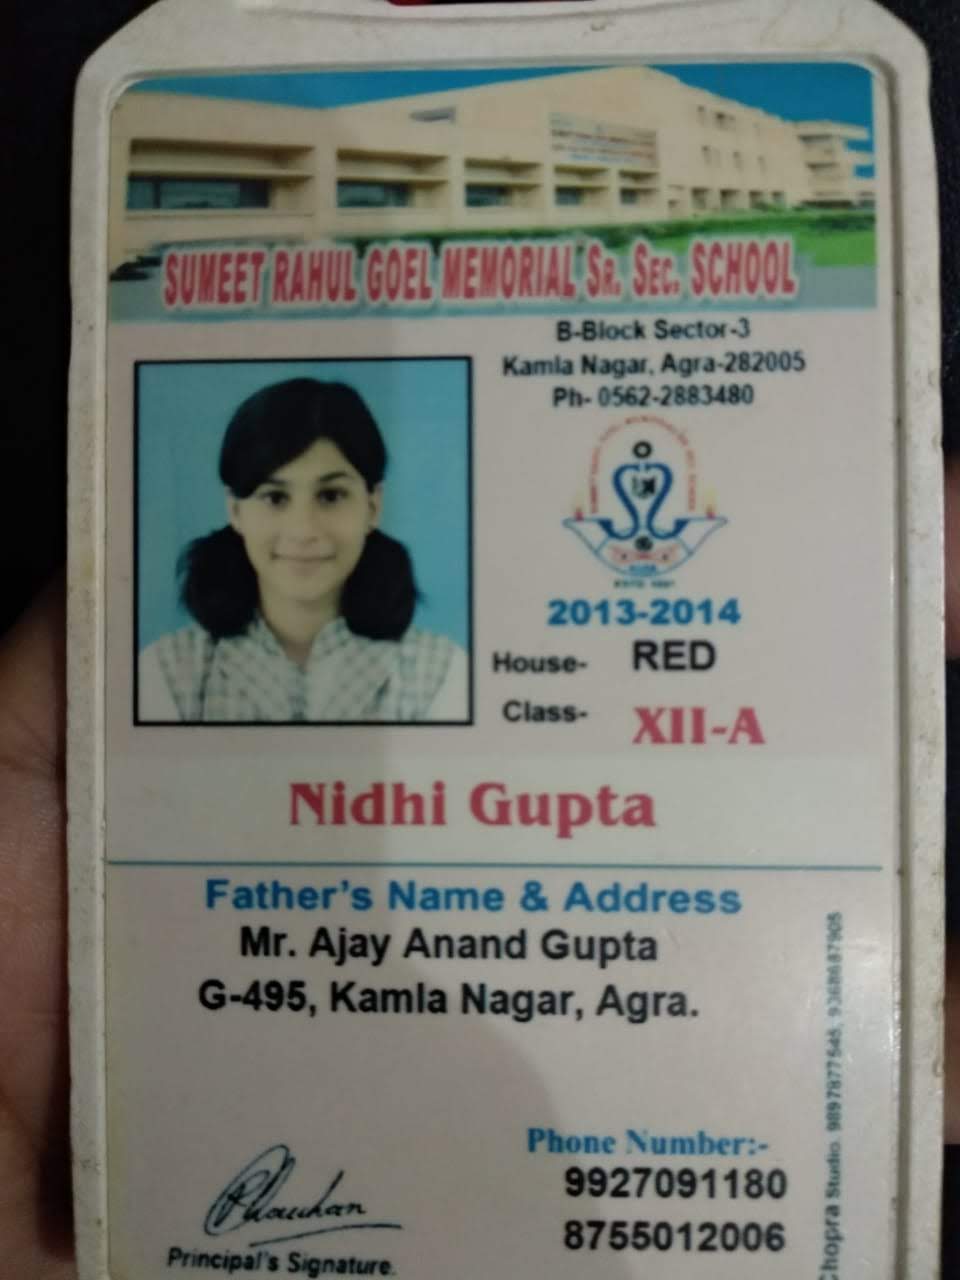 SUMEET RAHUL GOEL MEMORIAL SR. SEC. SCHOOL
B-Block Sector-3
Kamla Nagar, Agra-282005
Ph- 0562-2883480
2013-2014
House- RED
Class- XII-A
Nidhi Gupta
Father's Name & Address
Mr. Ajay Anand Gupta
G-495, Kamla Nagar, Agra.
Phone Number:-
9927091180
8755012006
Principal's Signature.
Chopra Studio. 9897877545, 9368687905